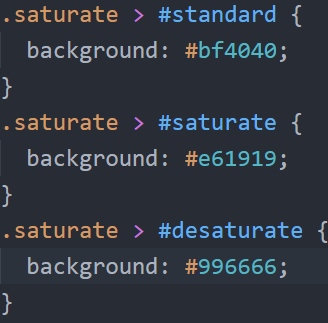 .saturate > #standard {
  background: #bf4040;
}
.saturate > #saturate {
  background: #e61919;
}
.saturate > #desaturate {
  background: #996666;
}